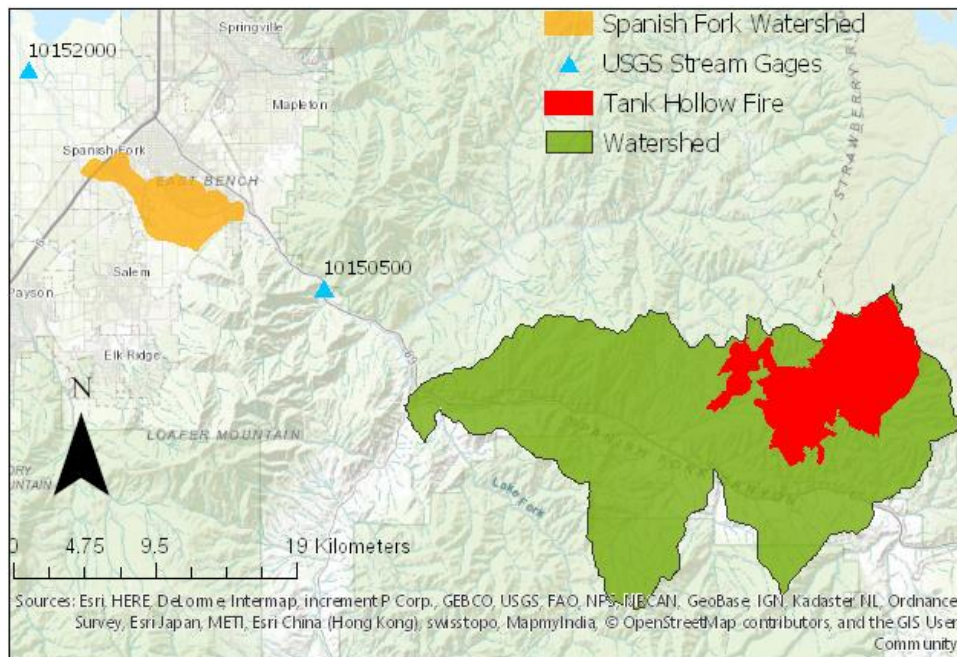 Springville
Spanish Fork Watershed
10152000
USGS Stream Gages
Mapleton
Tank Hollow Fire
Spanish Fork
Watershed
EAST BENCH
STRAWBERRY R
Salem
10150500
Payson
Elk Ridge
N
LOAFER MOUNTAIN
SPANISH FORK CANYON
Lake Fork
0 4.75 9.5 19 Kilometers
Sources: Esri, HERE, DeLorme, Intermap, increment P Corp., GEBCO, USGS, FAO, NPS, NRCAN, GeoBase, IGN, Kadaster NL, Ordnance
Survey, Esri Japan, METI, Esri China (Hong Kong), swisstopo, MapmyIndia, © OpenStreetMap contributors, and the GIS User
Community